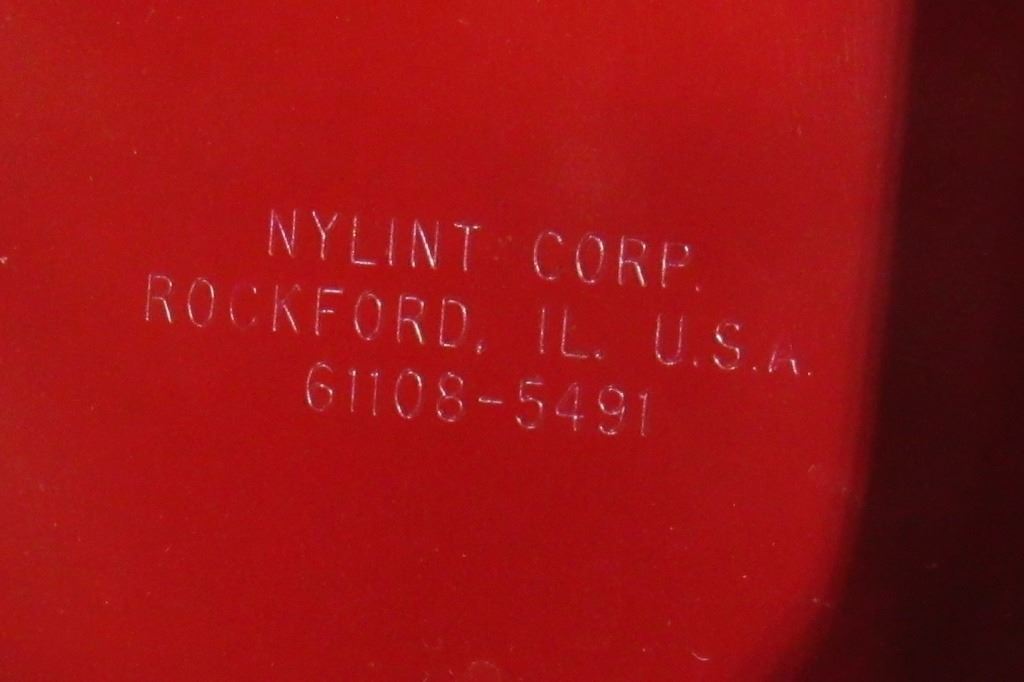 NYLINT CORP.
ROCKFORD, IL. U.S.A.
61108-5491